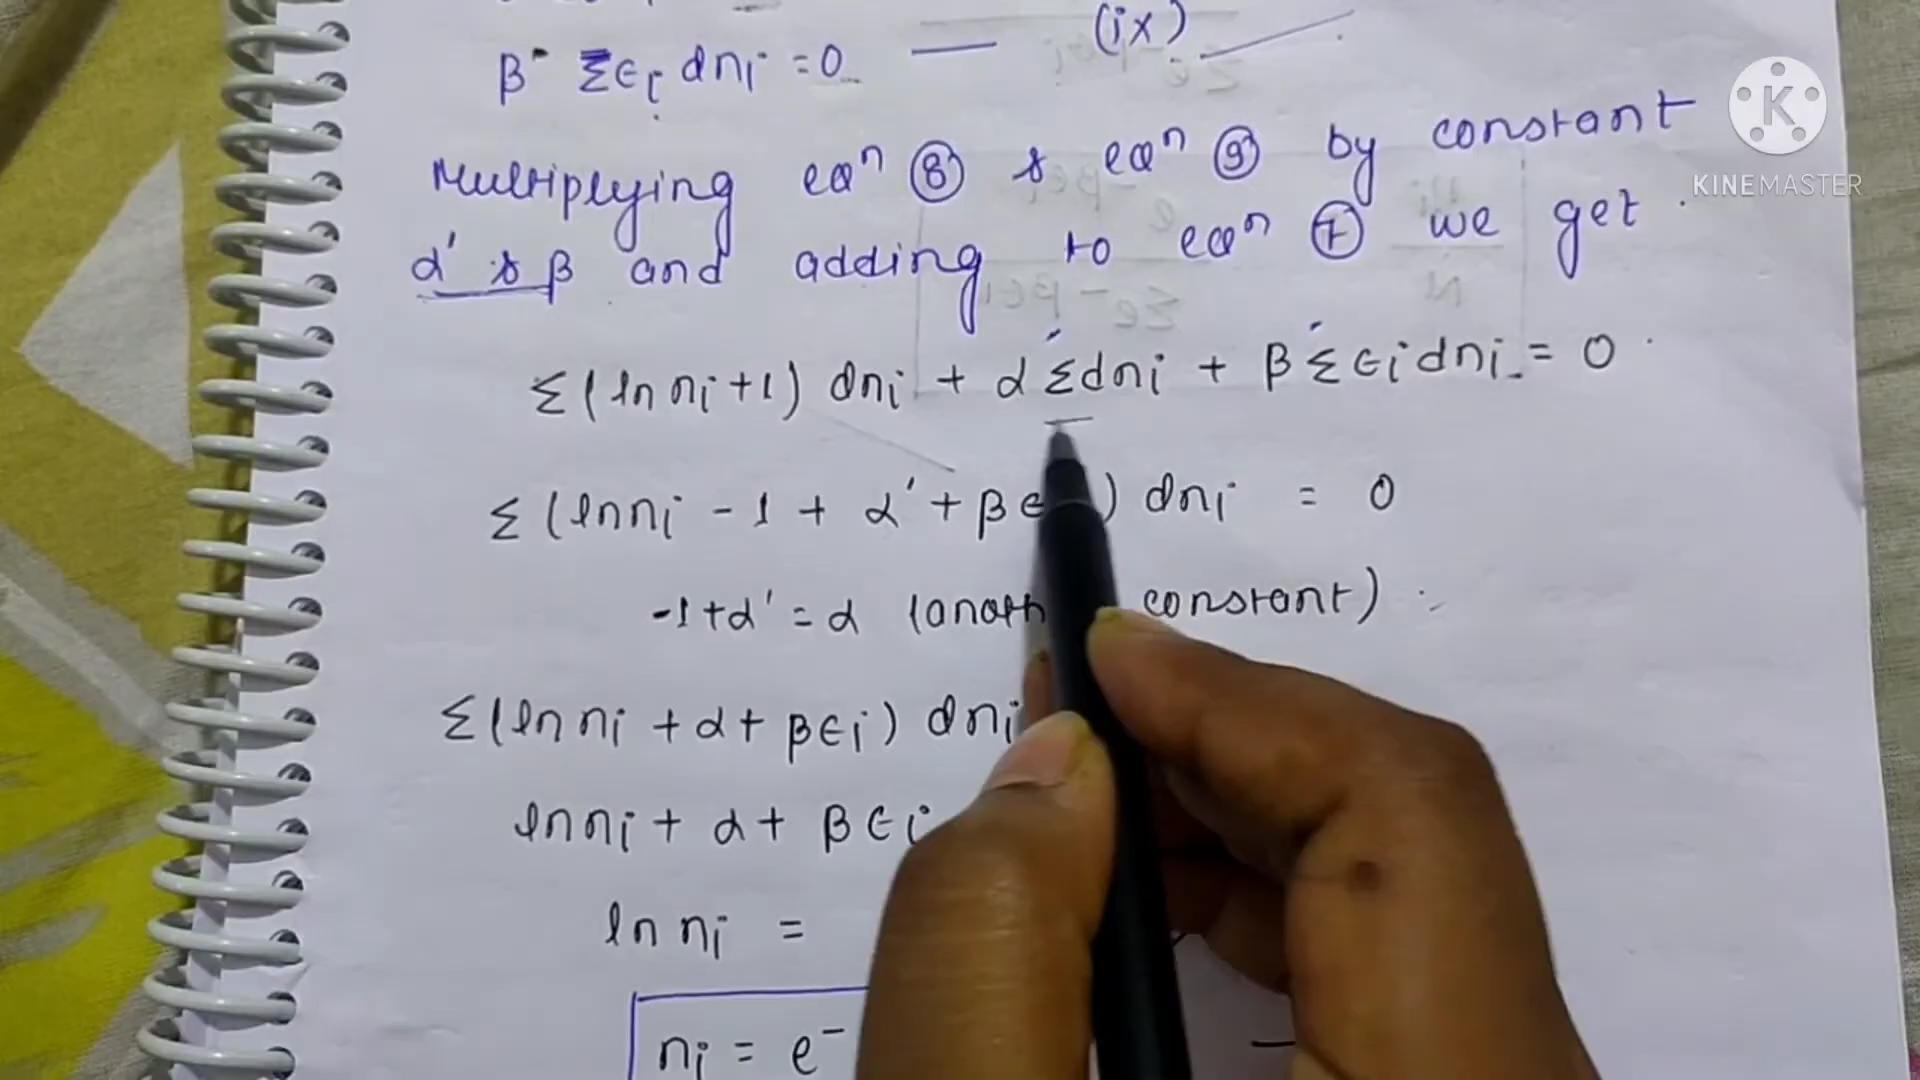 (ix)
β Σϵi dni = 0
Multiplying eqⁿ ⑧ & eqⁿ ⑨ by constant
α' & β and adding to eqⁿ ⑦ we get
Σ(ln ni + 1) dni + α' Σdni + β Σϵi dni = 0
Σ(ln ni - 1 + α' + βϵ ) dni = 0
-1 + α' = α ( constant)
Σ(ln ni + α + βϵi) dni
ln ni + α + βϵi
ln ni =
ni = e⁻
K
KINEMASTER